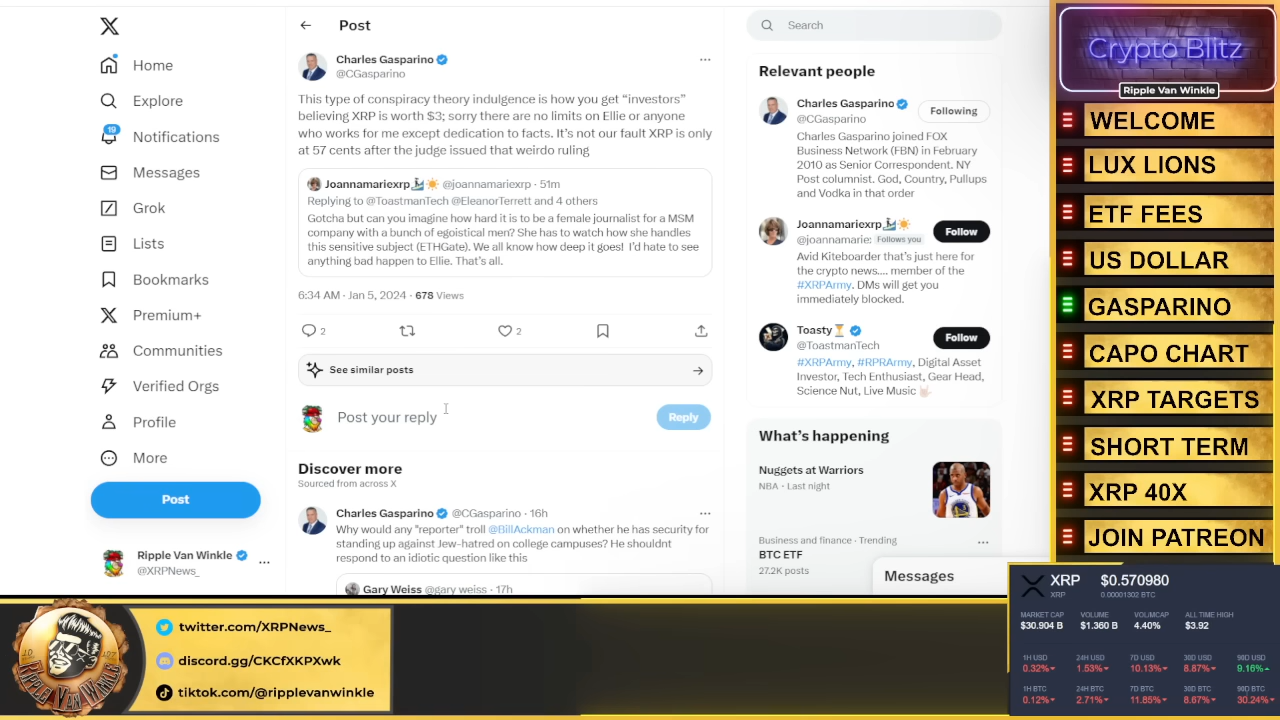 Home
Explore
19
Notifications
Messages
Grok
Lists
Bookmarks
Premium+
Communities
Verified Orgs
Profile
More
Post
Ripple Van Winkle
@XRPNews_
Post
Charles Gasparino
@CGasparino
This type of conspiracy theory indulgence is how you get “investors”
believing XRP is worth $3; sorry there are no limits on Ellie or anyone
who works for me except dedication to facts. It’s not our fault XRP is only
at 57 cents after the judge issued that weirdo ruling
Joannamariexrp @joannamariexrp · 51m
Replying to @ToastmanTech @EleanorTerrett and 4 others
Gotcha but can you imagine how hard it is to be a female journalist for a MSM
company with a bunch of egoistical men? She has to watch how she handles
this sensitive subject (ETHGate). We all know how deep it goes! I’d hate to see
anything bad happen to Ellie. That’s all.
6:34 AM · Jan 5, 2024 · 678 Views
2
2
See similar posts
Post your reply
Reply
Discover more
Sourced from across X
Charles Gasparino @CGasparino · 16h
Why would any "reporter" troll @BillAckman on whether he has security for
standing up against Jew-hatred on college campuses? He shouldnt
respond to an idiotic question like this
Gary Weiss @gary weiss · 17h
Search
Relevant people
Charles Gasparino
@CGasparino
Following
Charles Gasparino joined FOX
Business Network (FBN) in February
2010 as Senior Correspondent. NY
Post columnist. God, Country, Pullups
and Vodka in that order
Joannamariexrp
@joannamarie: Follows you
Follow
Avid Kiteboarder that’s just here for
the crypto news.... member of the
#XRPArmy. DMs will get you
immediately blocked.
Toasty
@ToastmanTech
Follow
#XRPArmy, #RPRArmy, Digital Asset
Investor, Tech Enthusiast, Gear Head,
Science Nut, Live Music
What’s happening
Nuggets at Warriors
NBA · Last night
Business and finance · Trending
BTC ETF
27.2K posts
Messages
Crypto Blitz
Ripple Van Winkle
WELCOME
LUX LIONS
ETF FEES
US DOLLAR
GASPARINO
CAPO CHART
XRP TARGETS
SHORT TERM
XRP 40X
JOIN PATREON
XRP $0.570980
XRP 0.00001302 BTC
MARKET CAP VOLUME VOL/MCAP ALL TIME HIGH
$30.904 B $1.360 B 4.40% $3.92
1H USD 24H USD 7D USD 30D USD 90D USD
0.32% 1.53% 10.13% 8.87% 9.16%
1H BTC 24H BTC 7D BTC 30D BTC 90D BTC
0.12% 2.71% 11.85% 8.67% 30.24%
RIPPLE VAN WINKLE
twitter.com/XRPNews_
discord.gg/CKCfXKPXwk
tiktok.com/@ripplevanwinkle